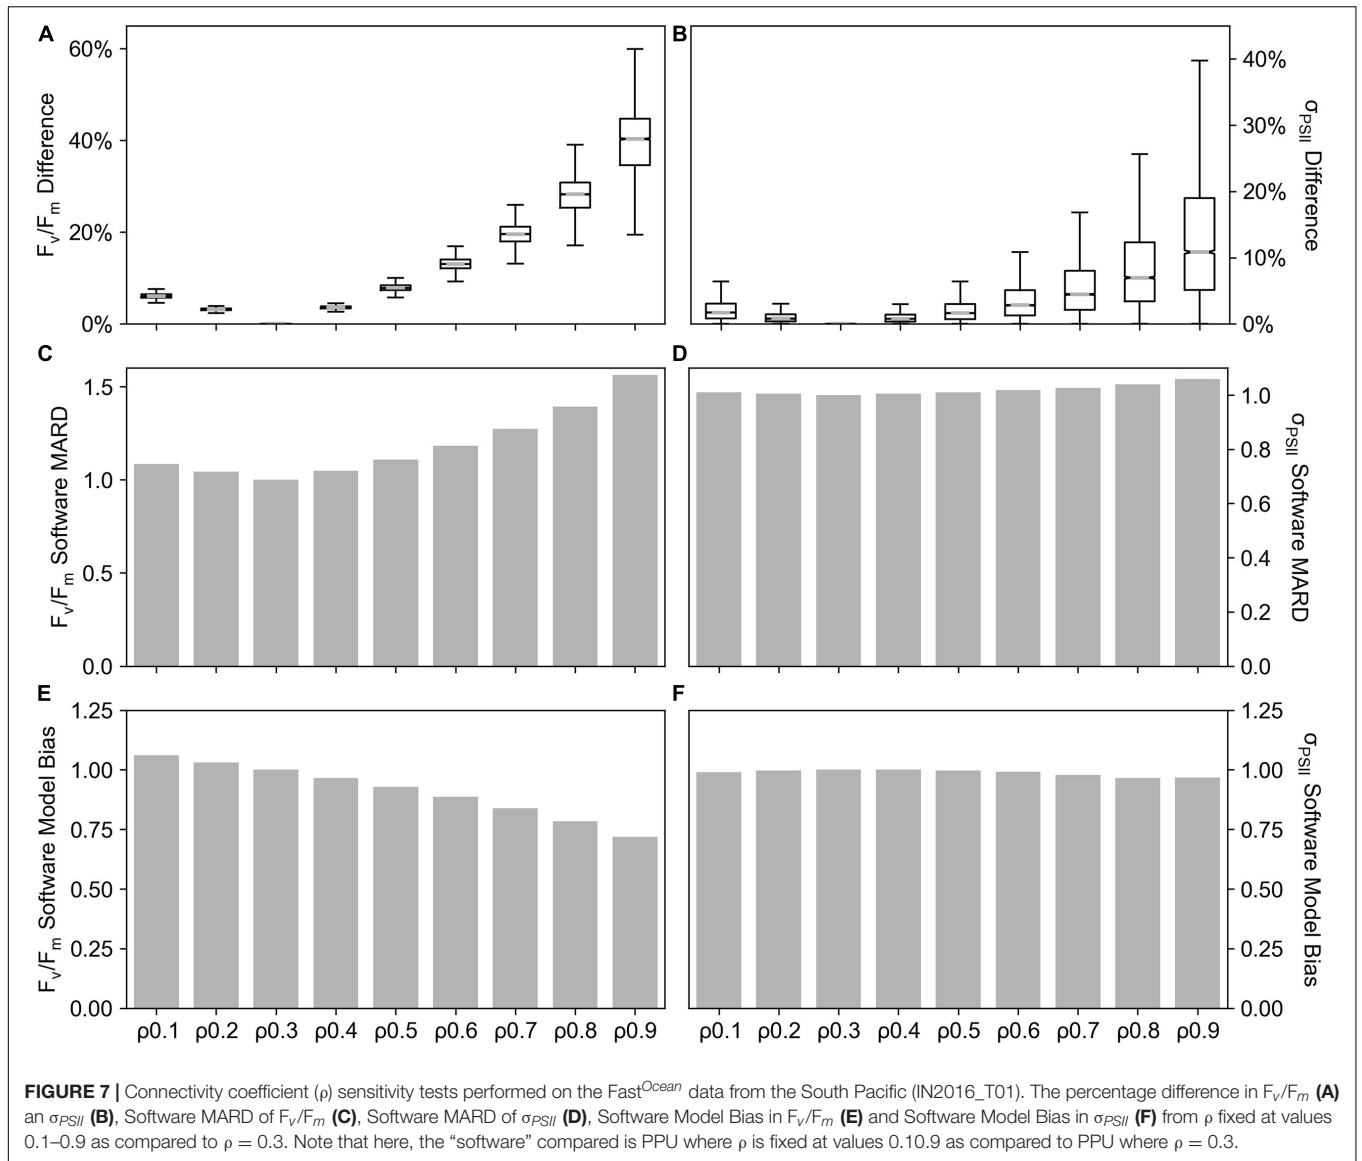 A
B
60%
40%
20%
0%
Fv/Fm Difference
40%
30%
20%
10%
0%
σPSII Difference
C
D
1.5
1.0
0.5
0.0
Fv/Fm Software MARD
1.0
0.8
0.6
0.4
0.2
0.0
σPSII Software MARD
E
F
1.25
1.00
0.75
0.50
0.25
0.00
Fv/Fm Software Model Bias
1.25
1.00
0.75
0.50
0.25
0.00
σPSII Software Model Bias
ρ0.1 ρ0.2 ρ0.3 ρ0.4 ρ0.5 ρ0.6 ρ0.7 ρ0.8 ρ0.9
ρ0.1 ρ0.2 ρ0.3 ρ0.4 ρ0.5 ρ0.6 ρ0.7 ρ0.8 ρ0.9
FIGURE 7 | Connectivity coefficient (ρ) sensitivity tests performed on the FastOcean data from the South Pacific (IN2016_T01). The percentage difference in Fv/Fm (A)
an σPSII (B), Software MARD of Fv/Fm (C), Software MARD of σPSII (D), Software Model Bias in Fv/Fm (E) and Software Model Bias in σPSII (F) from ρ fixed at values
0.1–0.9 as compared to ρ = 0.3. Note that here, the “software” compared is PPU where ρ is fixed at values 0.10.9 as compared to PPU where ρ = 0.3.